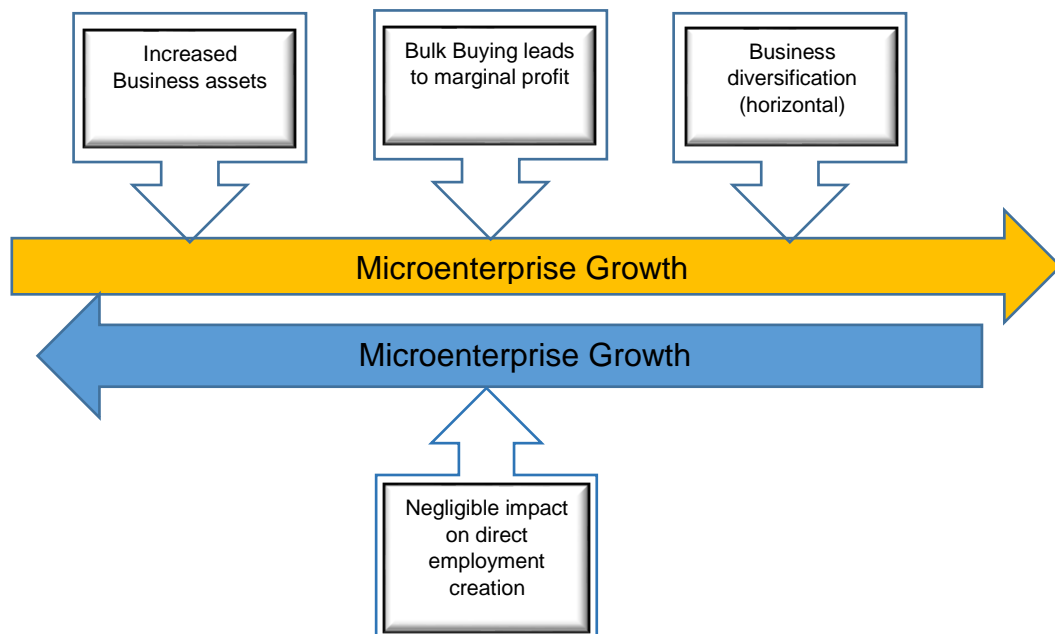 Increased
Business assets
Bulk Buying leads
to marginal profit
Business
diversification
(horizontal)
Microenterprise Growth
Microenterprise Growth
Negligible impact
on direct
employment
creation